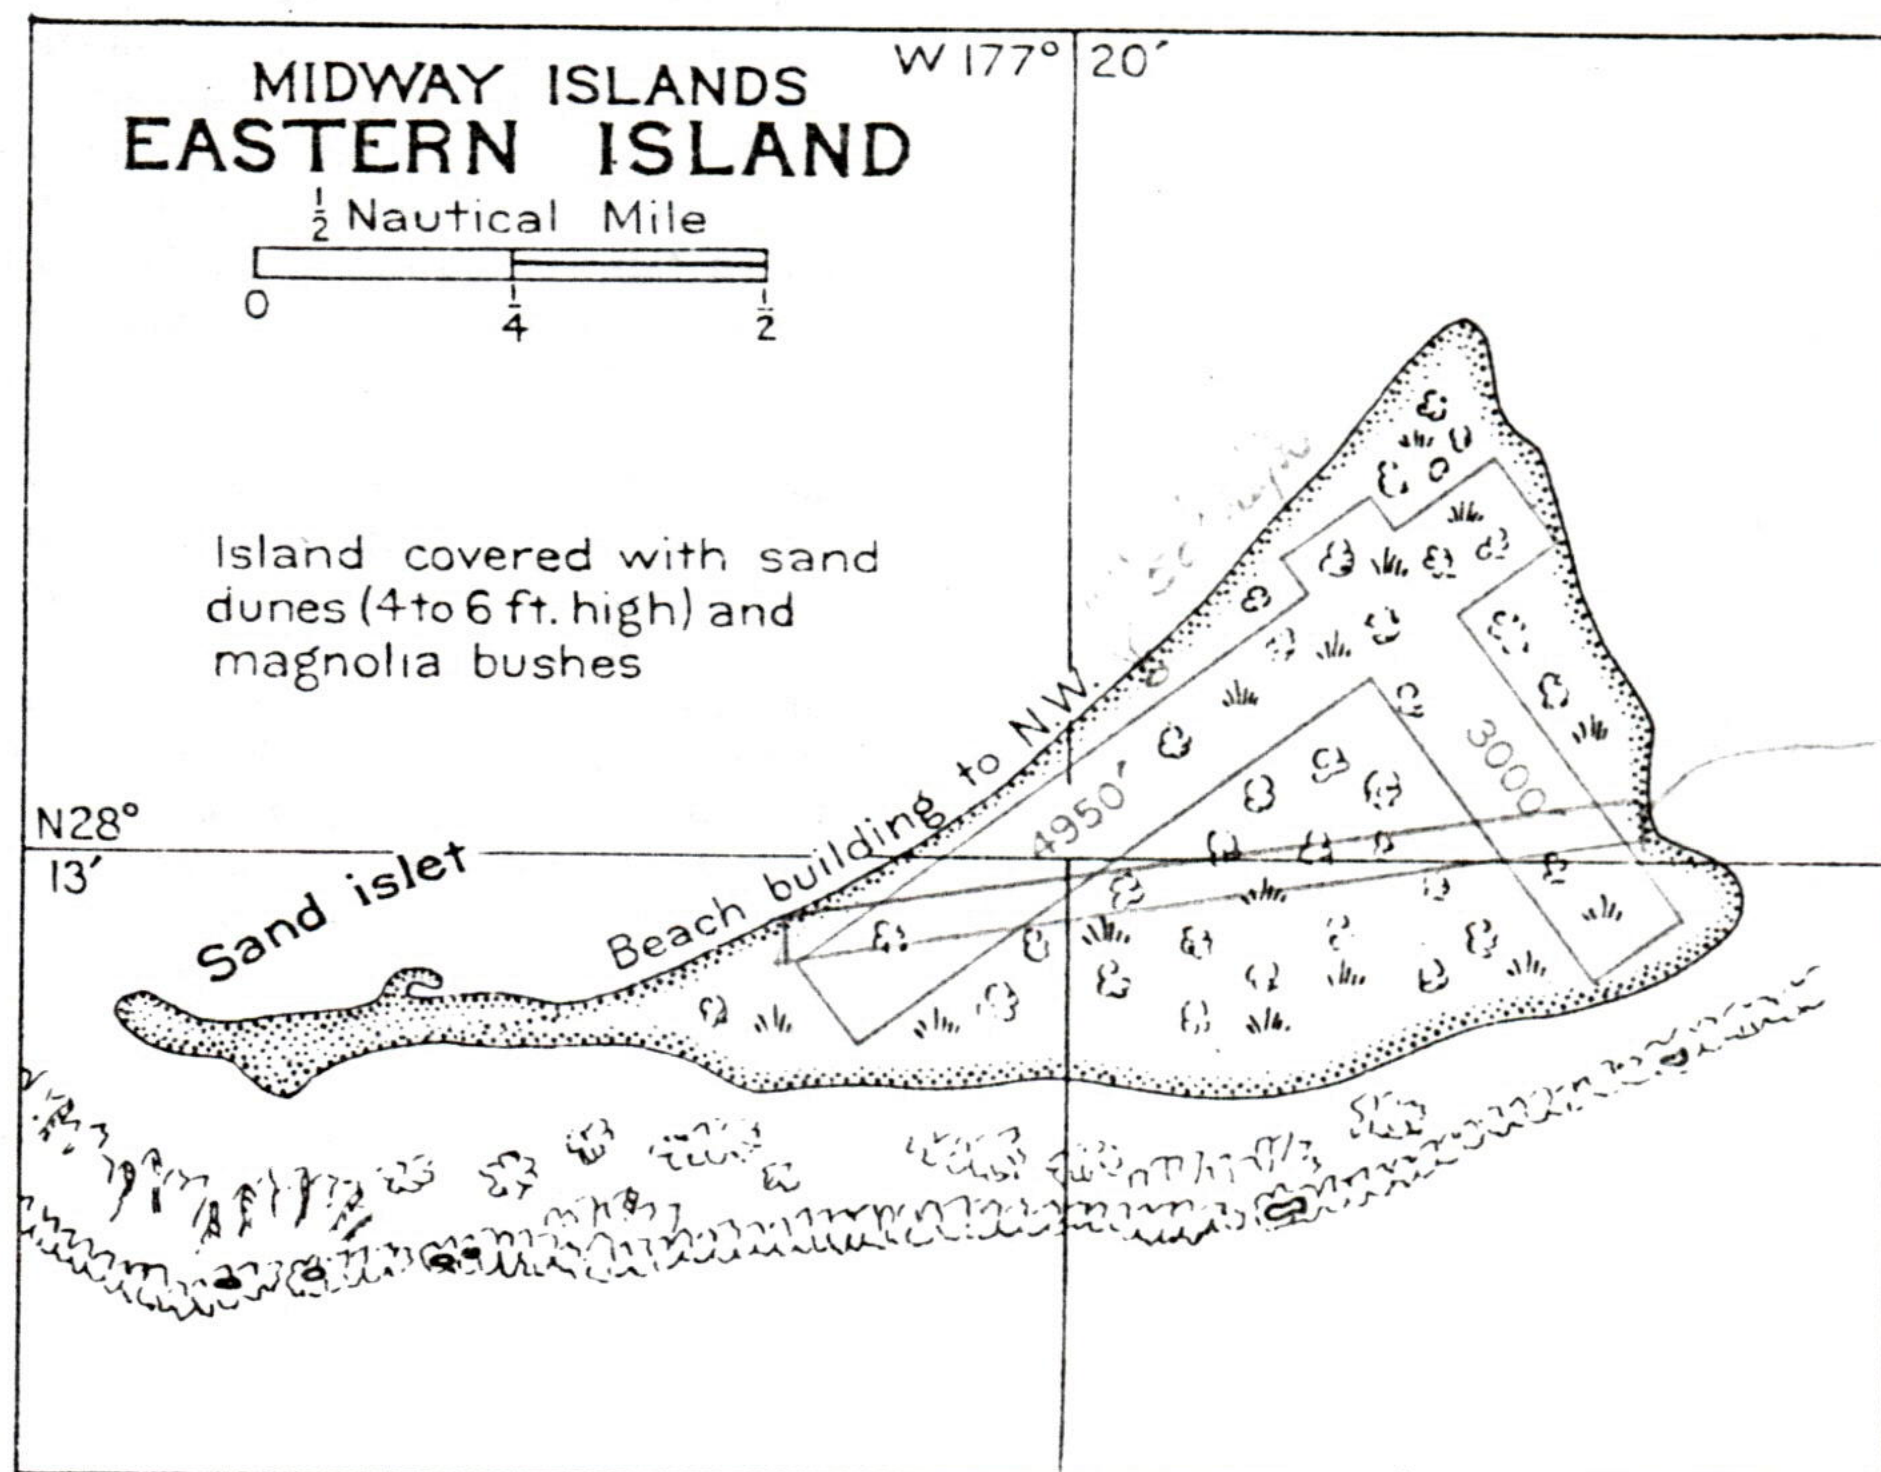 W 177° 20′
MIDWAY ISLANDS
EASTERN ISLAND
½ Nautical Mile
0 ¼ ½
Island covered with sand
dunes (4 to 6 ft. high) and
magnolia bushes
N28°
13′
Sand islet
Beach building to N.W.
4950′
3000